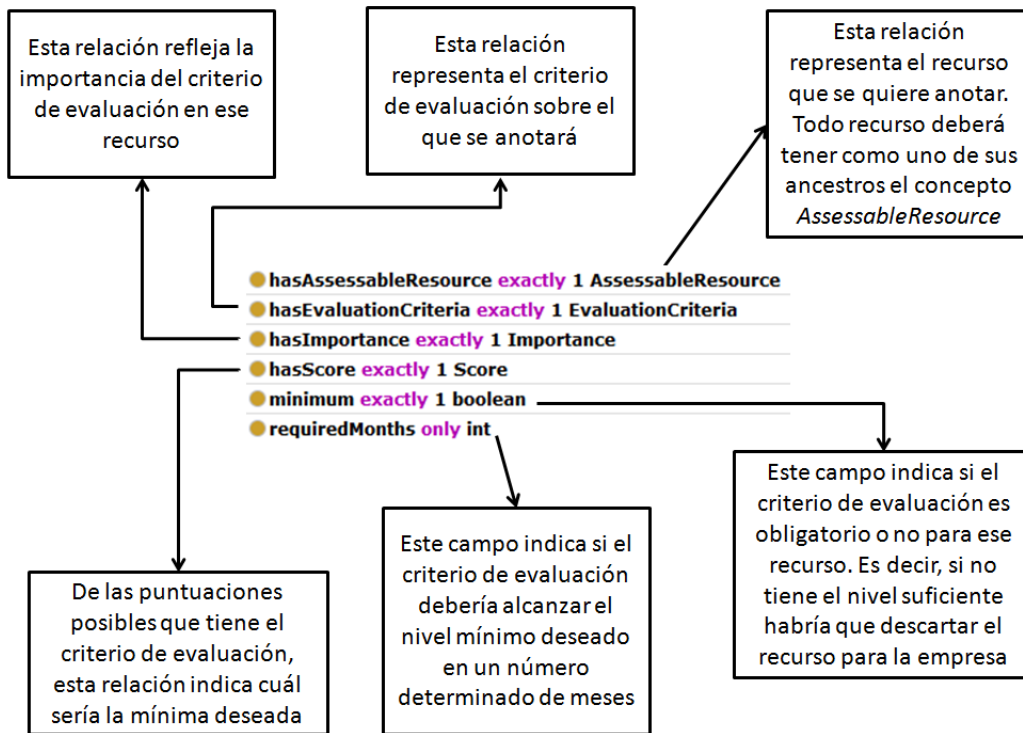 Esta relación refleja la
importancia del criterio
de evaluación en ese
recurso
Esta relación
representa el criterio
de evaluación sobre el
que se anotará
Esta relación
representa el recurso
que se quiere anotar.
Todo recurso deberá
tener como uno de sus
ancestros el concepto
AssessableResource
hasAssessableResource exactly 1 AssessableResource
hasEvaluationCriteria exactly 1 EvaluationCriteria
hasImportance exactly 1 Importance
hasScore exactly 1 Score
minimum exactly 1 boolean
requiredMonths only int
De las puntuaciones
posibles que tiene el
criterio de evaluación,
esta relación indica cuál
sería la mínima deseada
Este campo indica si el
criterio de evaluación
debería alcanzar el
nivel mínimo deseado
en un número
determinado de meses
Este campo indica si el
criterio de evaluación es
obligatorio o no para ese
recurso. Es decir, si no
tiene el nivel suficiente
habría que descartar el
recurso para la empresa